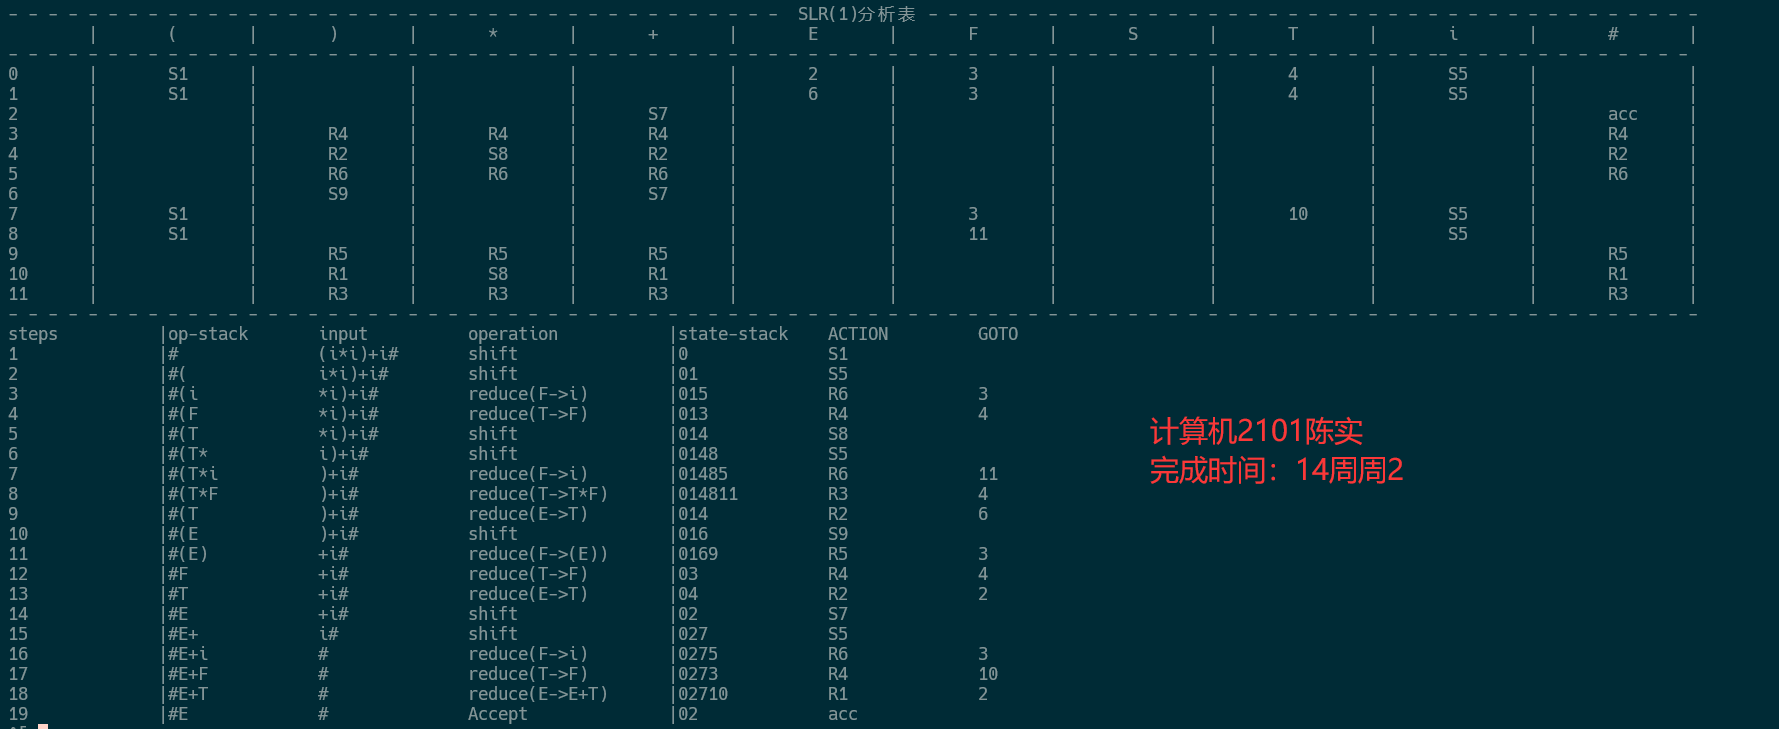 - - - - - - - - - - - - - - - - - - - - - - - - - - - - - - - - - - - - - - - SLR(1)分析表 - - - - - - - - - - - - - - - - - - - - - - - - - - - - - - - - - - - - - - -
| ( | ) | * | + | E | F | S | T | i | # |
0 | S1 | | | | 2 | 3 | | 4 | S5 | |
1 | S1 | | | | 6 | 3 | | 4 | S5 | |
2 | | | | S7 | | | | | | acc |
3 | | R4 | R4 | R4 | | | | | | R4 |
4 | | R2 | S8 | R2 | | | | | | R2 |
5 | | R6 | R6 | R6 | | | | | | R6 |
6 | | S9 | | S7 | | | | | | |
7 | S1 | | | | | 3 | | 10 | S5 | |
8 | S1 | | | | | 11 | | | S5 | |
9 | | R5 | R5 | R5 | | | | | | R5 |
10 | | R1 | S8 | R1 | | | | | | R1 |
11 | | R3 | R3 | R3 | | | | | | R3 |
steps |op-stack input operation |state-stack ACTION GOTO
1 |# (i*i)+i# shift |0 S1
2 |#( i*i)+i# shift |01 S5
3 |#(i *i)+i# reduce(F->i) |015 R6 3
4 |#(F *i)+i# reduce(T->F) |013 R4 4
5 |#(T *i)+i# shift |014 S8
6 |#(T* i)+i# shift |0148 S5
7 |#(T*i )+i# reduce(F->i) |01485 R6 11
8 |#(T*F )+i# reduce(T->T*F) |014811 R3 4
9 |#(T )+i# reduce(E->T) |014 R2 6
10 |#(E )+i# shift |016 S9
11 |#(E) +i# reduce(F->(E)) |0169 R5 3
12 |#F +i# reduce(T->F) |03 R4 4
13 |#T +i# reduce(E->T) |04 R2 2
14 |#E +i# shift |02 S7
15 |#E+ i# shift |027 S5
16 |#E+i # reduce(F->i) |0275 R6 3
17 |#E+F # reduce(T->F) |0273 R4 10
18 |#E+T # reduce(E->E+T) |02710 R1 2
19 |#E # Accept |02 acc
计算机2101陈实
完成时间：14周周2